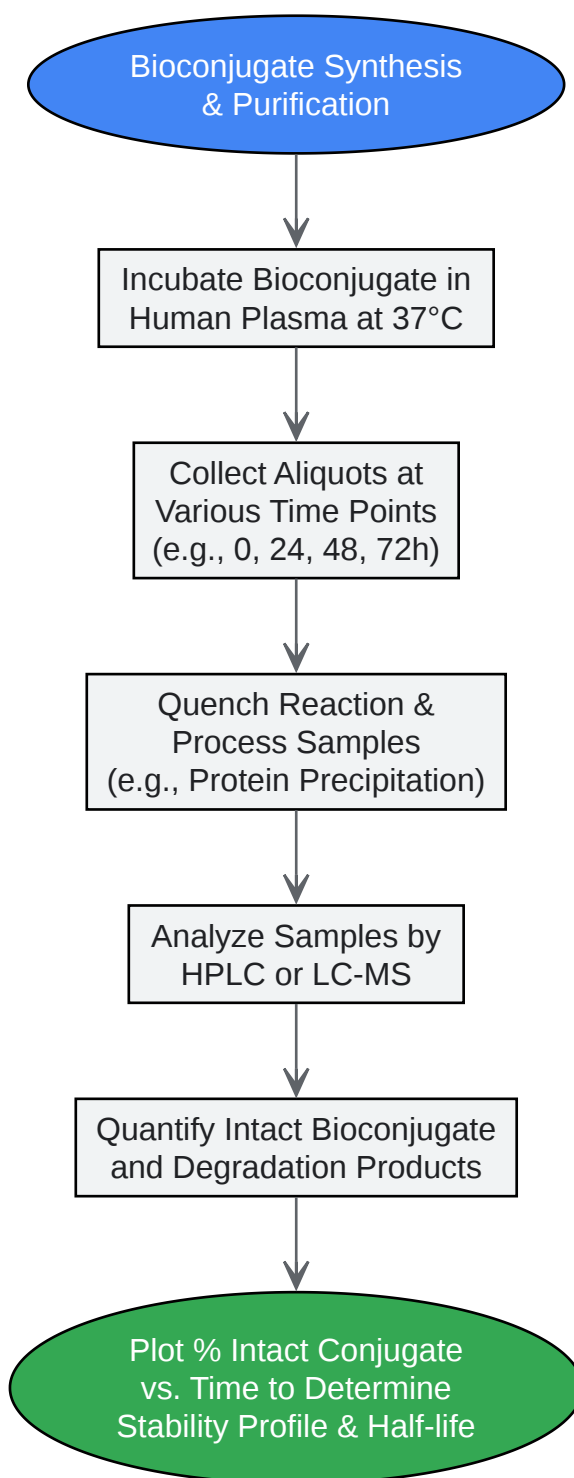 Bioconjugate Synthesis
& Purification
Incubate Bioconjugate in
Human Plasma at 37°C
Collect Aliquots at
Various Time Points
(e.g., 0, 24, 48, 72h)
Quench Reaction &
Process Samples
(e.g., Protein Precipitation)
Analyze Samples by
HPLC or LC-MS
Quantify Intact Bioconjugate
and Degradation Products
Plot % Intact Conjugate
vs. Time to Determine
Stability Profile & Half-life